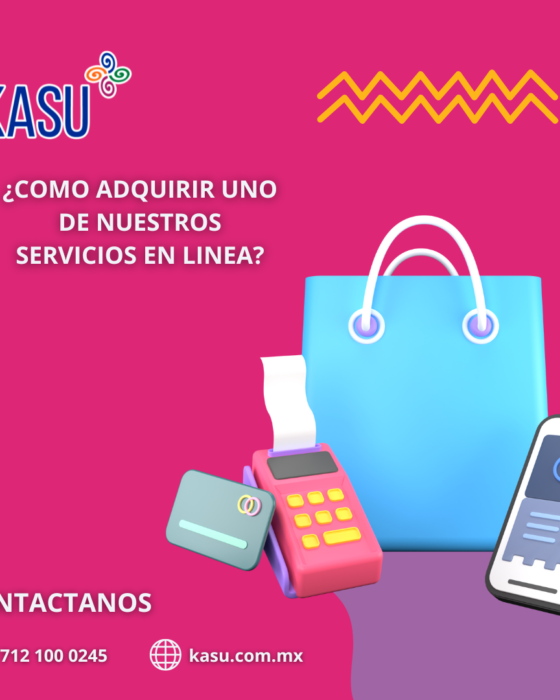 KASU
¿COMO ADQUIRIR UNO
DE NUESTROS
SERVICIOS EN LINEA?
NTACTANOS
712 100 0245
kasu.com.mx